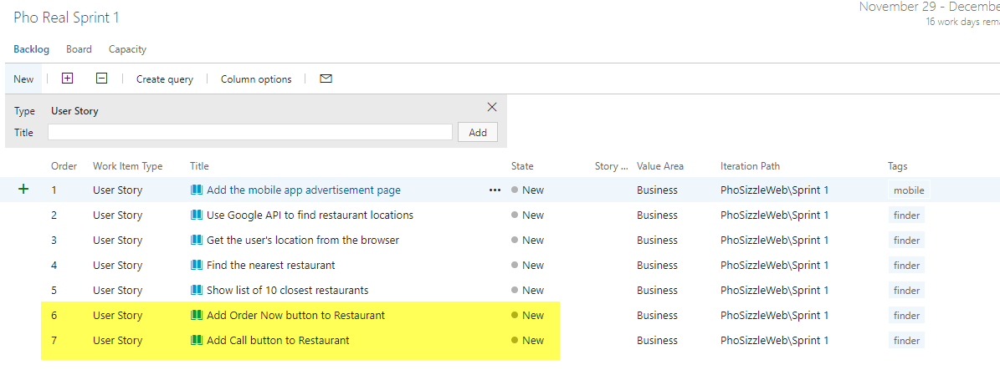 Pho Real Sprint 1
November 29 - Decembe
16 work days rema
Backlog Board Capacity
New Create query Column options
Type User Story
Title Add
Order Work Item Type Title State Story ... Value Area Iteration Path Tags
1 User Story Add the mobile app advertisement page ... New Business PhoSizzleWeb\Sprint 1 mobile
2 User Story Use Google API to find restaurant locations New Business PhoSizzleWeb\Sprint 1 finder
3 User Story Get the user's location from the browser New Business PhoSizzleWeb\Sprint 1 finder
4 User Story Find the nearest restaurant New Business PhoSizzleWeb\Sprint 1 finder
5 User Story Show list of 10 closest restaurants New Business PhoSizzleWeb\Sprint 1 finder
6 User Story Add Order Now button to Restaurant New Business PhoSizzleWeb\Sprint 1 finder
7 User Story Add Call button to Restaurant New Business PhoSizzleWeb\Sprint 1 finder